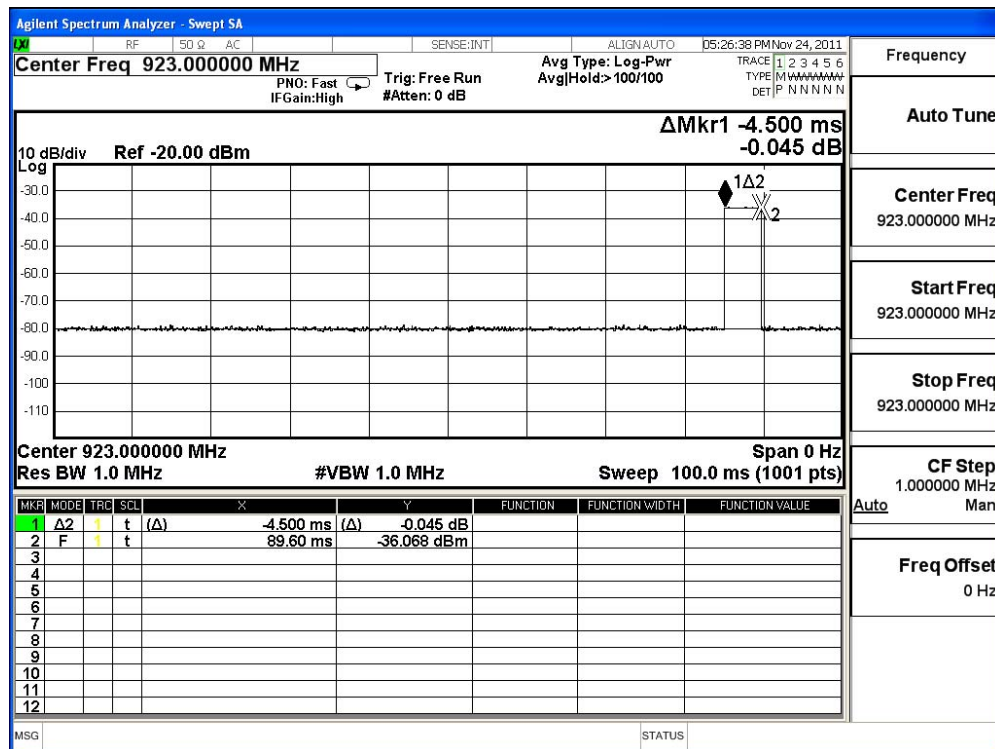 Agilent Spectrum Analyzer - Swept SA
LXI RF 50 Ω AC SENSE:INT ALIGN AUTO 05:26:38 PM Nov 24, 2011
Center Freq 923.000000 MHz
PNO: Fast
IFGain:High
Trig: Free Run
#Atten: 0 dB
Avg Type: Log-Pwr
Avg|Hold:> 100/100
TRACE 1 2 3 4 5 6
TYPE M
DET P N N N N N
ΔMkr1 -4.500 ms
-0.045 dB
10 dB/div Ref -20.00 dBm
Log
-30.0
-40.0
-50.0
-60.0
-70.0
-80.0
-90.0
-100
-110
1Δ2
2
Center 923.000000 MHz Span 0 Hz
Res BW 1.0 MHz #VBW 1.0 MHz Sweep 100.0 ms (1001 pts)
MKR MODE TRC SCL X Y FUNCTION FUNCTION WIDTH FUNCTION VALUE
1 Δ2 1 t (Δ) -4.500 ms (Δ) -0.045 dB
2 F 1 t 89.60 ms -36.068 dBm
3
4
5
6
7
8
9
10
11
12
MSG STATUS
Frequency
Auto Tune
Center Freq
923.000000 MHz
Start Freq
923.000000 MHz
Stop Freq
923.000000 MHz
CF Step
1.000000 MHz
Auto Man
Freq Offset
0 Hz